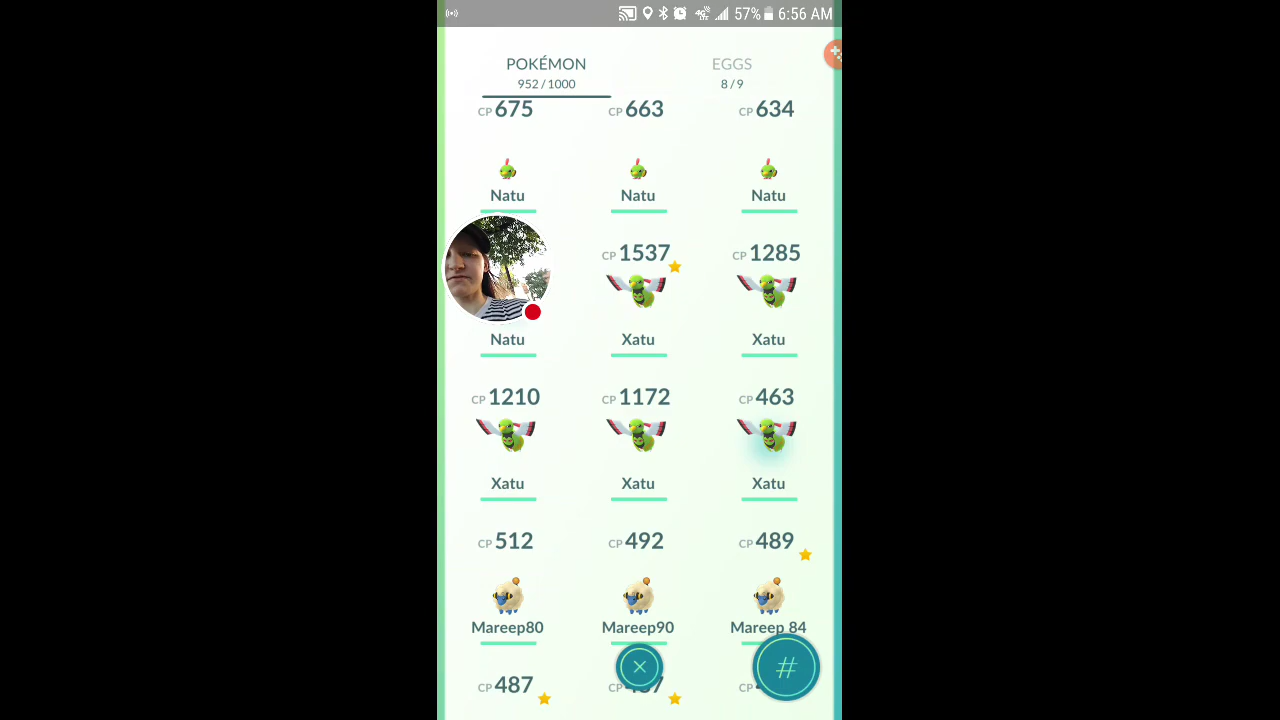 57% 6:56 AM
POKÉMON EGGS
952 / 1000 8 / 9
CP 675 CP 663 CP 634
Natu Natu Natu
CP 1537 CP 1285
Natu Xatu Xatu
CP 1210 CP 1172 CP 463
Xatu Xatu Xatu
CP 512 CP 492 CP 489
Mareep80 Mareep90 Mareep 84
#
CP 487 CP